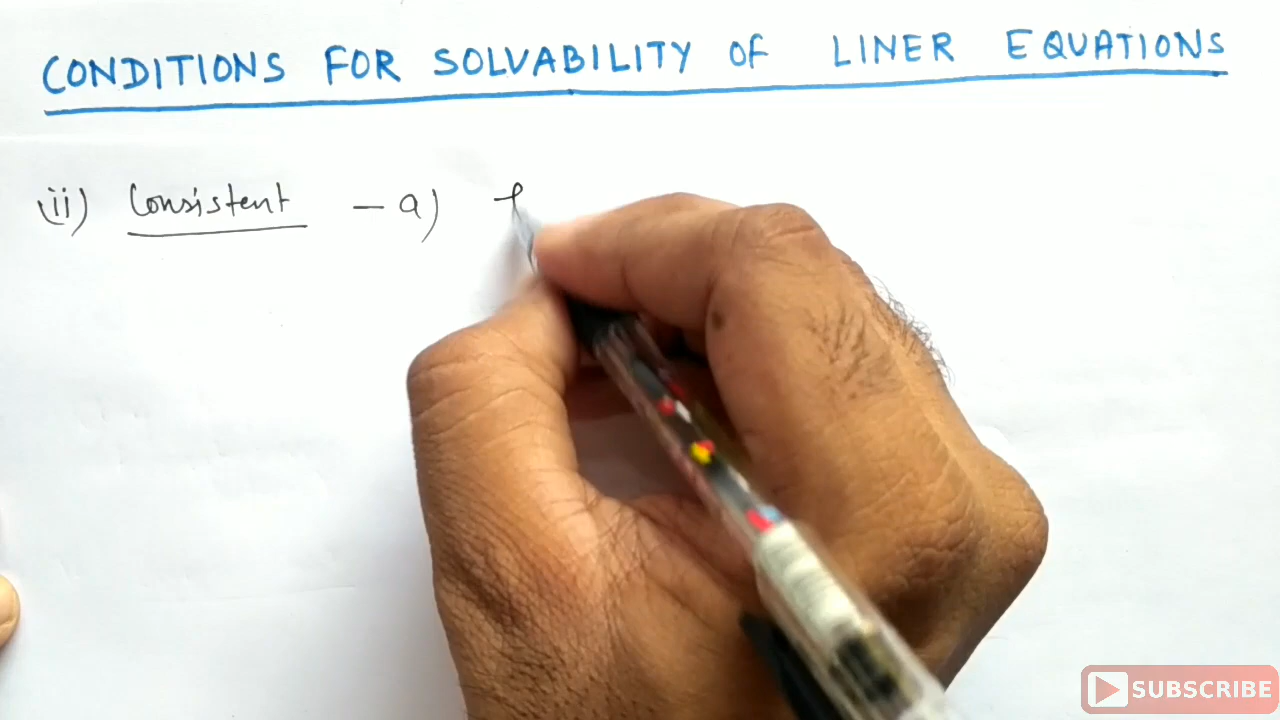 CONDITIONS FOR SOLVABILITY OF LINER EQUATIONS
(ii) Consistent - a)
SUBSCRIBE